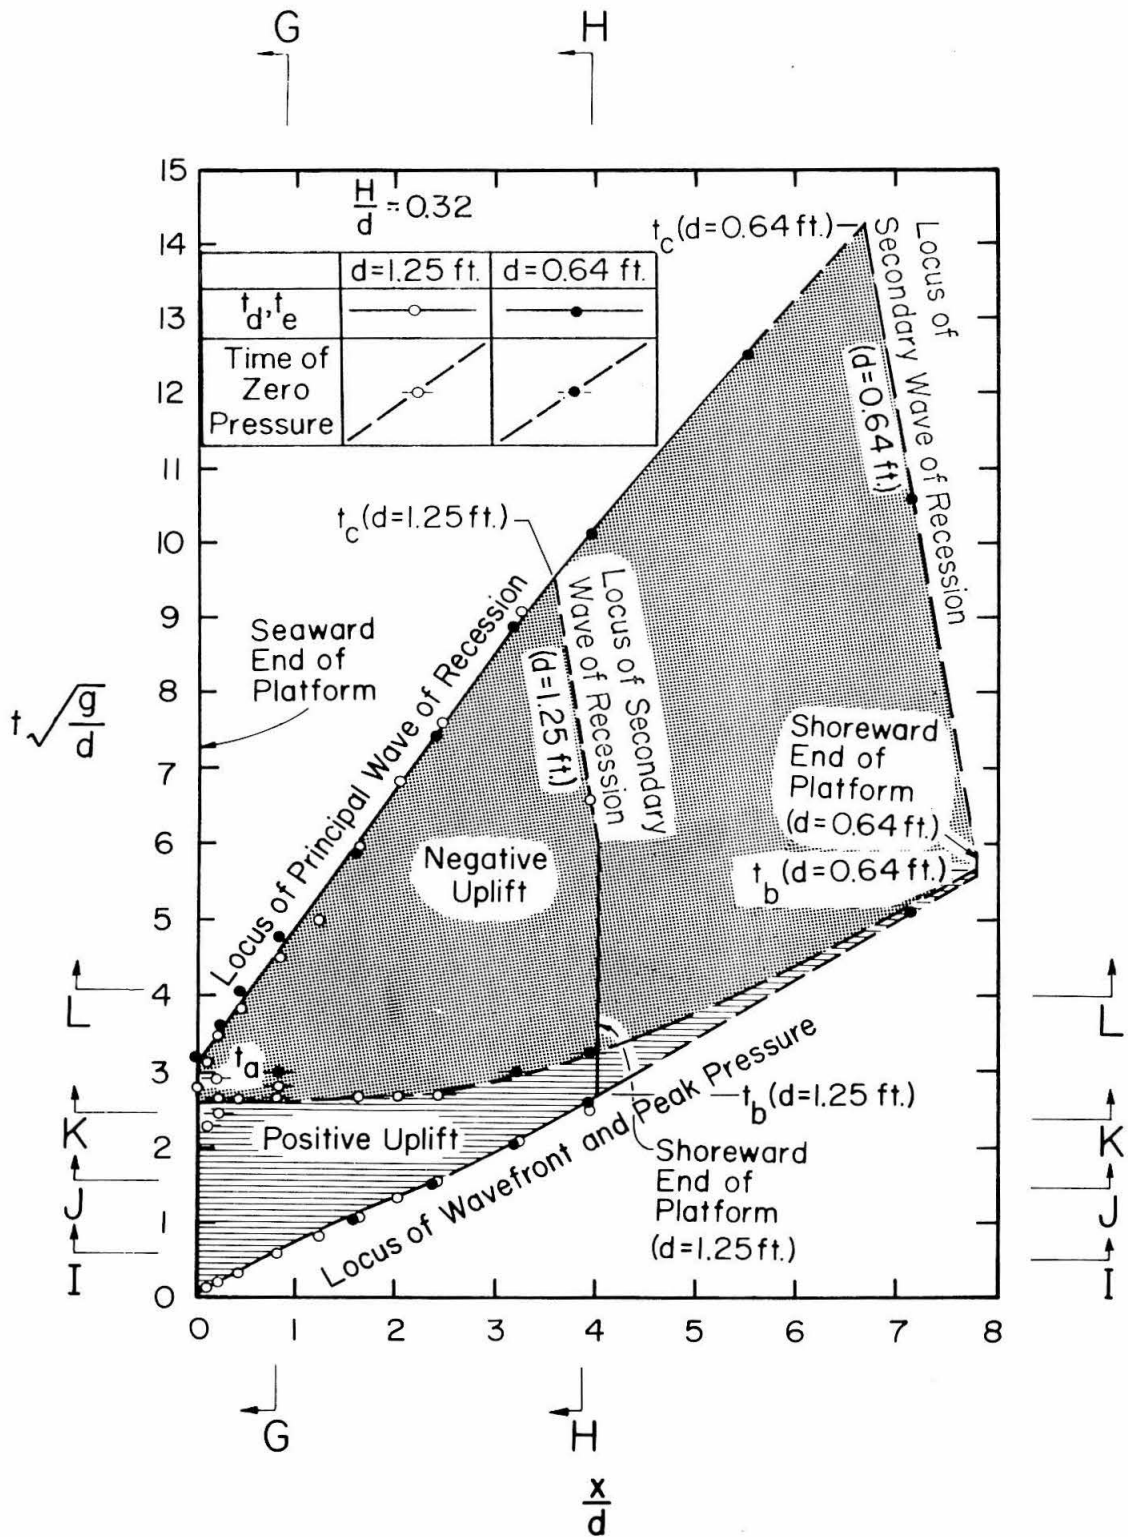 G H
15
14
13
12
11
10
9
8
7
6
5
4
3
2
1
0
t√g/d
H/d = 0.32
d=1.25 ft. d=0.64 ft.
t_d, t_e
Time of
Zero
Pressure
t_c (d=0.64 ft.)
Locus of
Secondary Wave of Recession
(d=0.64 ft.)
t_c (d=1.25 ft.)
Locus of Secondary
Wave of Recession
(d=1.25 ft.)
Seaward
End of
Platform
Locus of Principal Wave of Recession
Shoreward
End of
Platform
(d=0.64 ft.)
t_b (d=0.64 ft.)
Negative
Uplift
t_a
Positive Uplift
t_b (d=1.25 ft.)
Locus of Wavefront and Peak Pressure
Shoreward
End of
Platform
(d=1.25 ft.)
L L
K K
J J
I I
0 1 2 3 4 5 6 7 8
G H
x/d